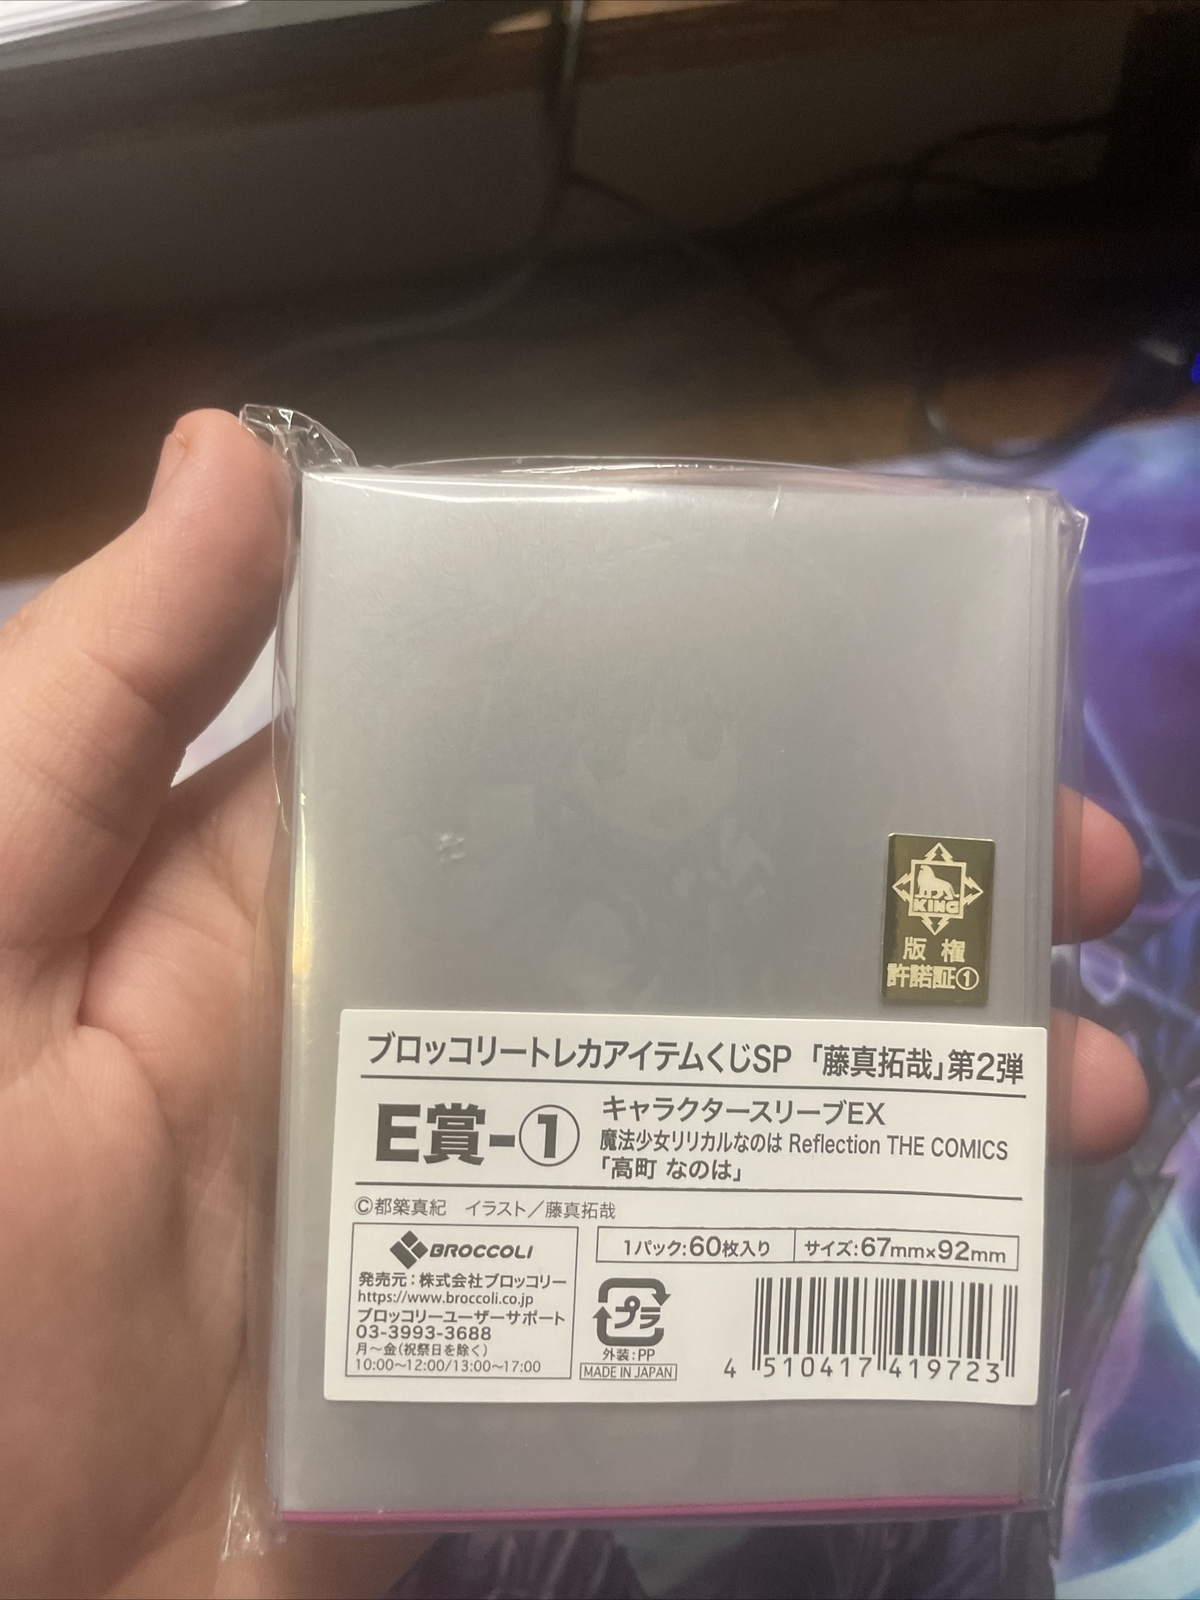 KING
版権
許諾証①
ブロッコリートレカアイテムくじSP 「藤真拓哉」第2弾
E賞-①
キャラクタースリーブEX
魔法少女リリカルなのは Reflection THE COMICS
「高町 なのは」
©都築真紀 イラスト／藤真拓哉
BROCCOLI
発売元：株式会社ブロッコリー
https://www.broccoli.co.jp
ブロッコリーユーザーサポート
03-3993-3688
月〜金(祝祭日を除く)
10:00〜12:00/13:00〜17:00
1パック:60枚入り
サイズ:67mm×92mm
プラ
外装:PP
MADE IN JAPAN
4 510417 419723